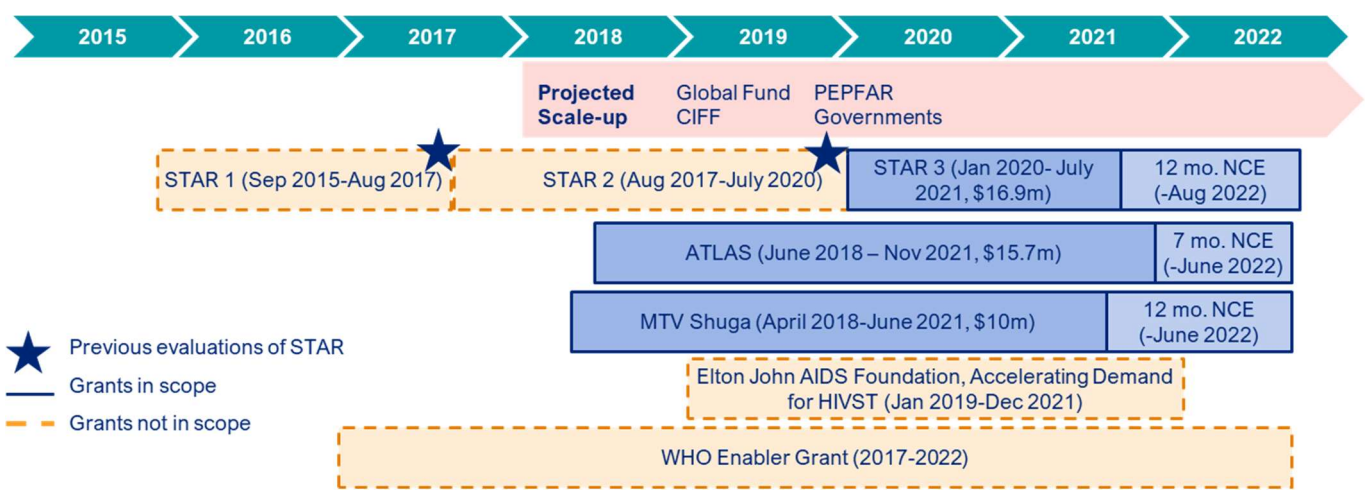 2015 2016 2017 2018 2019 2020 2021 2022
Projected Global Fund PEPFAR
Scale-up CIFF Governments
STAR 1 (Sep 2015-Aug 2017)
STAR 2 (Aug 2017-July 2020)
STAR 3 (Jan 2020- July
2021, $16.9m)
12 mo. NCE
(-Aug 2022)
ATLAS (June 2018 – Nov 2021, $15.7m)
7 mo. NCE
(-June 2022)
MTV Shuga (April 2018-June 2021, $10m)
12 mo. NCE
(-June 2022)
Previous evaluations of STAR
Grants in scope
Grants not in scope
Elton John AIDS Foundation, Accelerating Demand
for HIVST (Jan 2019-Dec 2021)
WHO Enabler Grant (2017-2022)